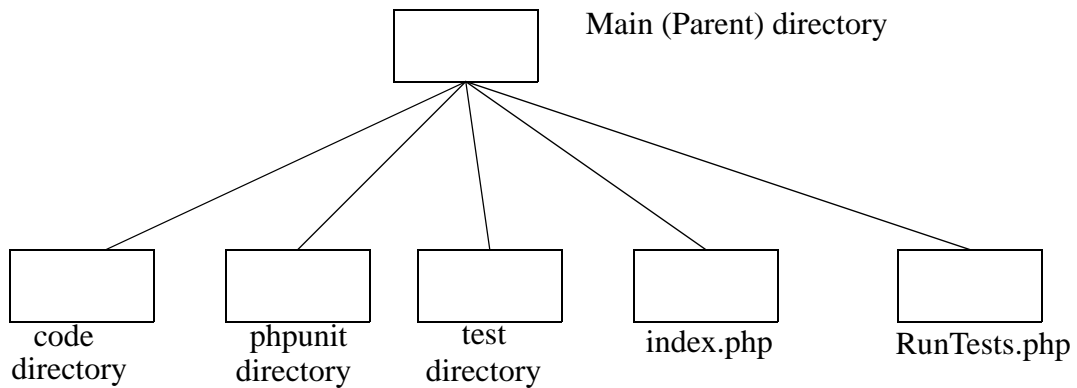 Main (Parent) directory
code
directory
phpunit
directory
test
directory
index.php
RunTests.php